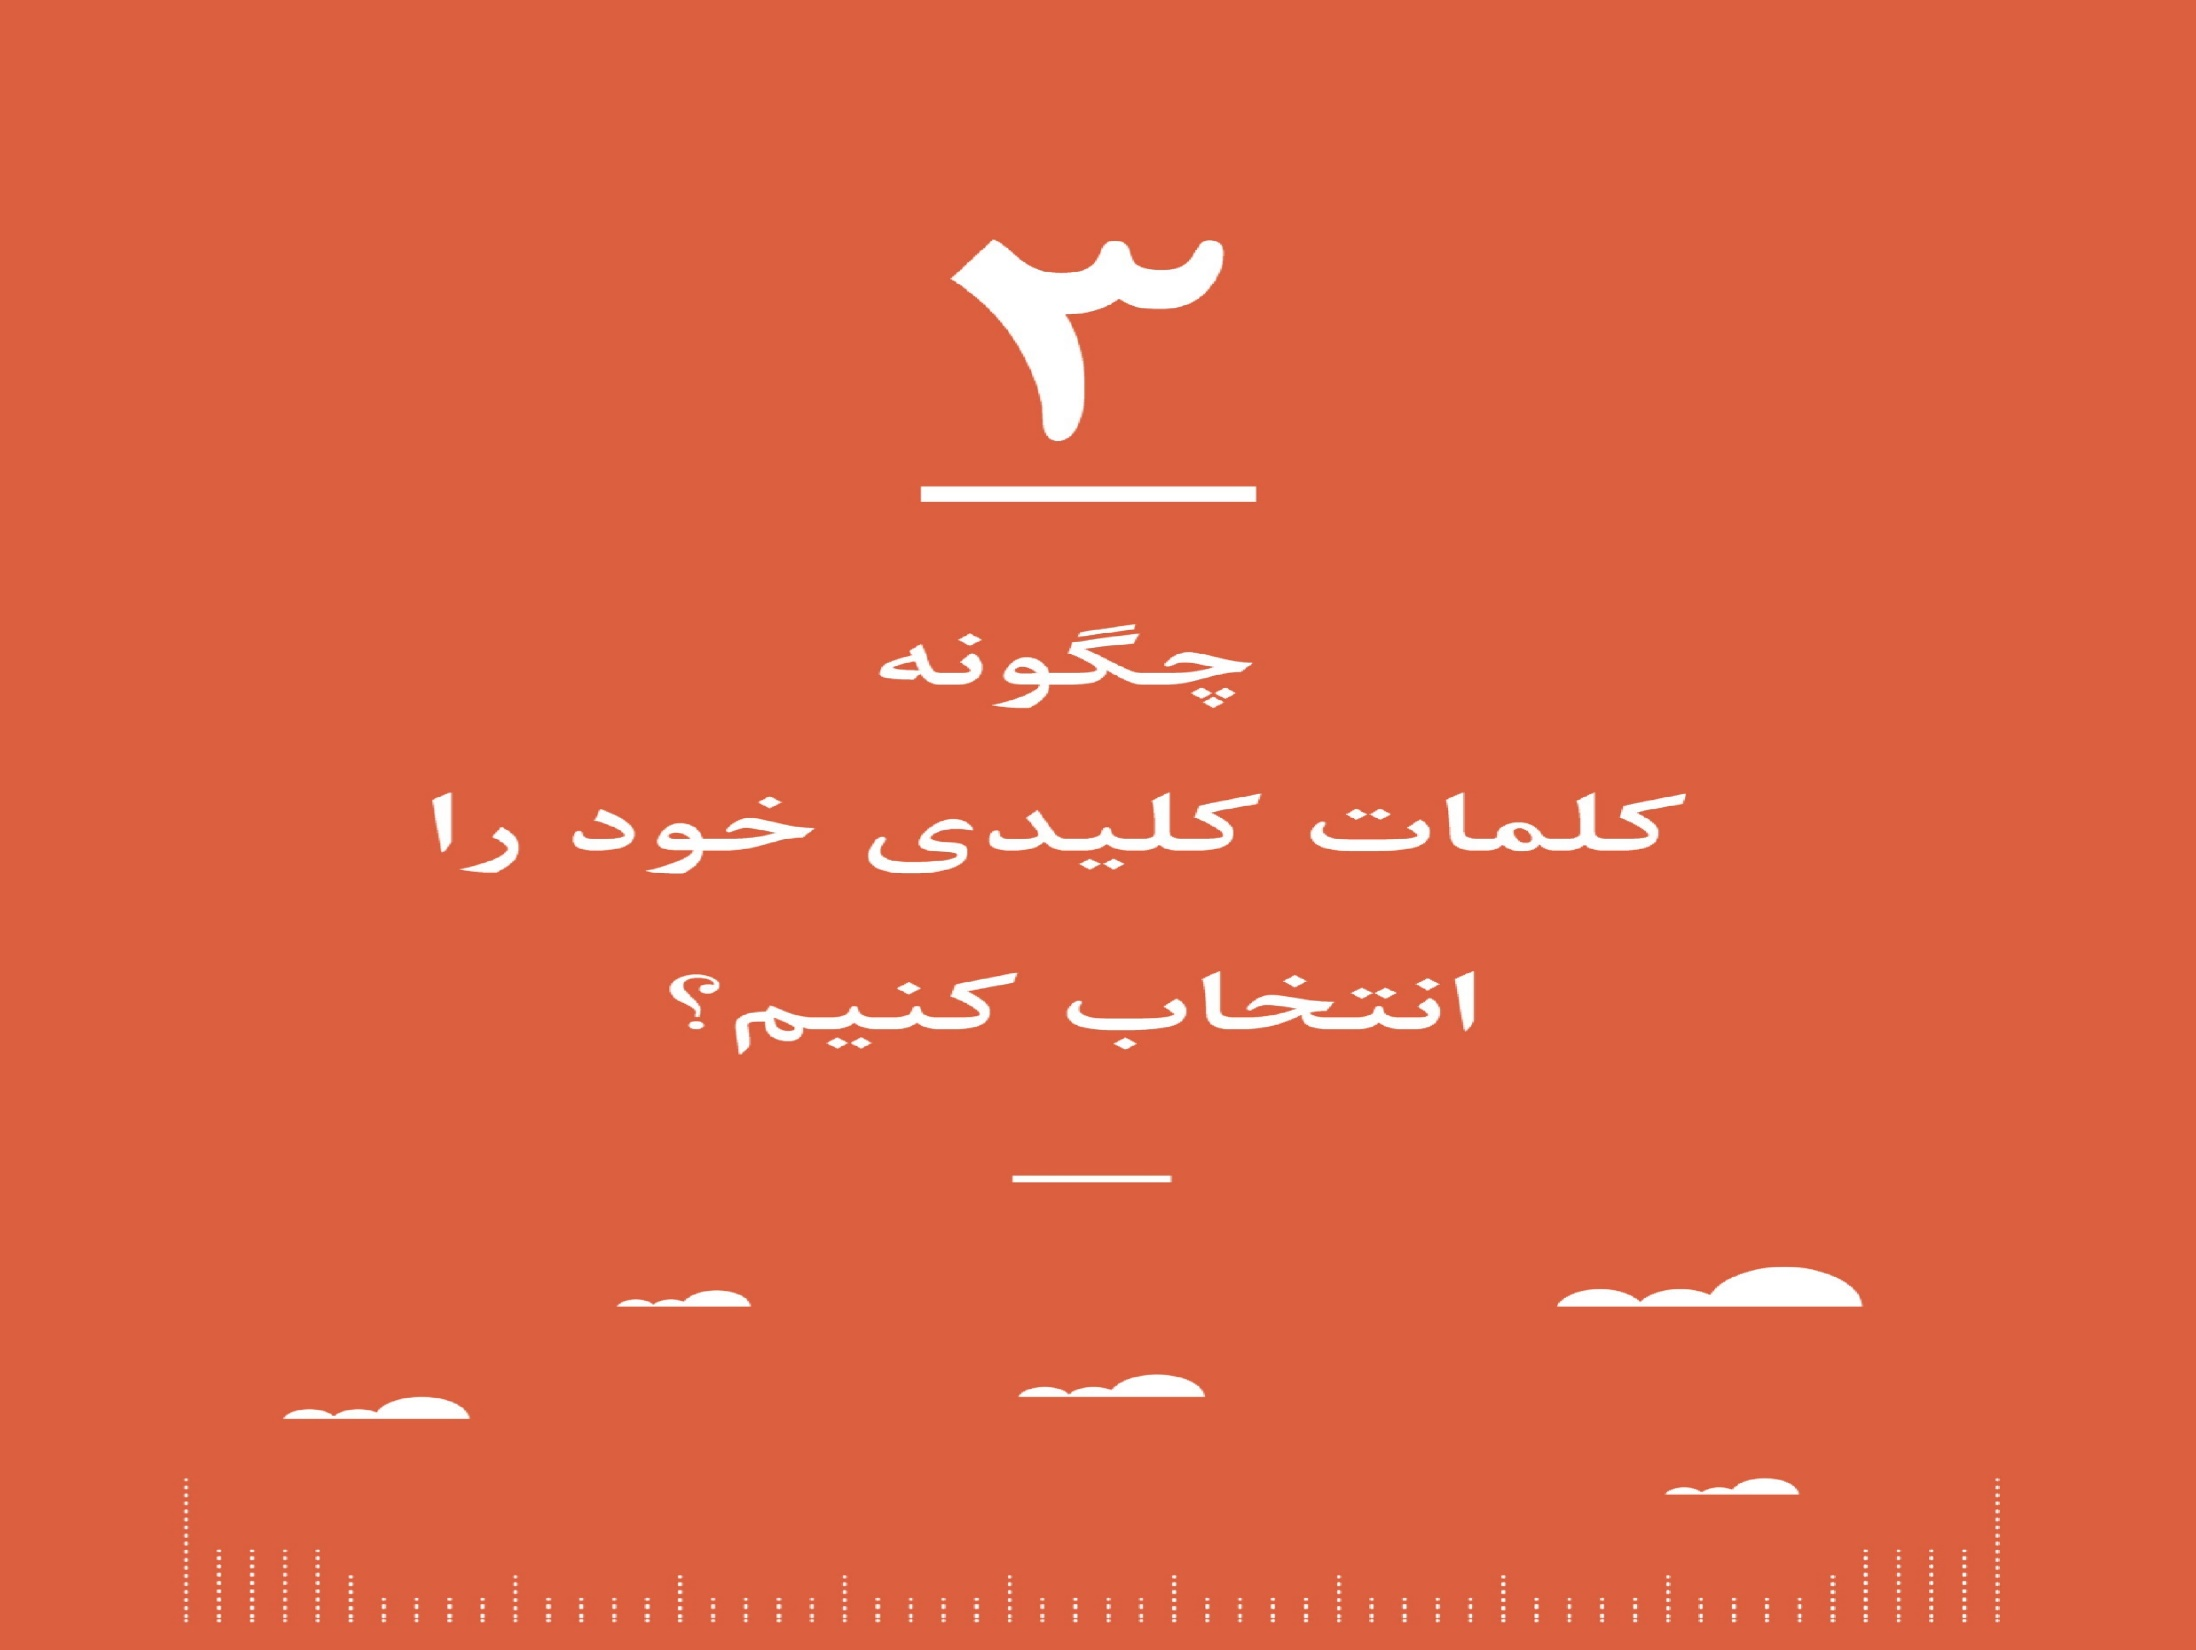 ۳
چگونه
کلمات کلیدی خود را
انتخاب کنیم؟